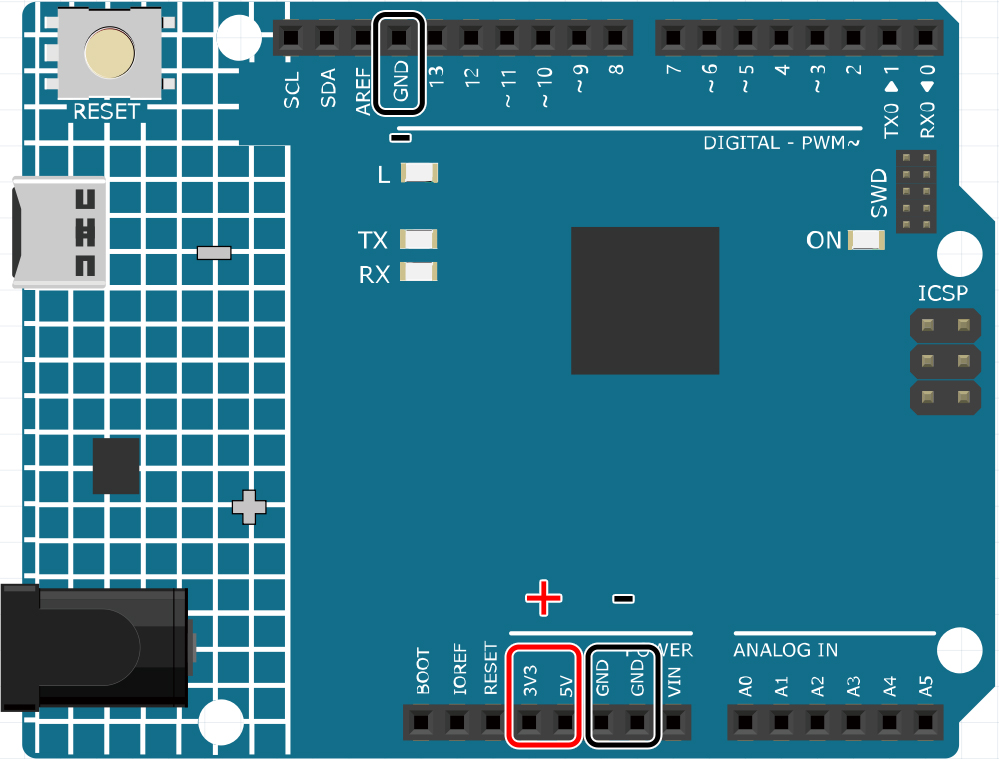 RESET
SCL
SDA
AREF
GND
13
12
~11
~10
~9
8
7
~6
~5
4
~3
2
TX0 ▶ 1
RX0 ◀ 0
-
DIGITAL - PWM~
L
TX
RX
SWD
ON
ICSP
+
-
POWER
ANALOG IN
BOOT
IOREF
RESET
3V3
5V
GND
GND
VIN
A0
A1
A2
A3
A4
A5